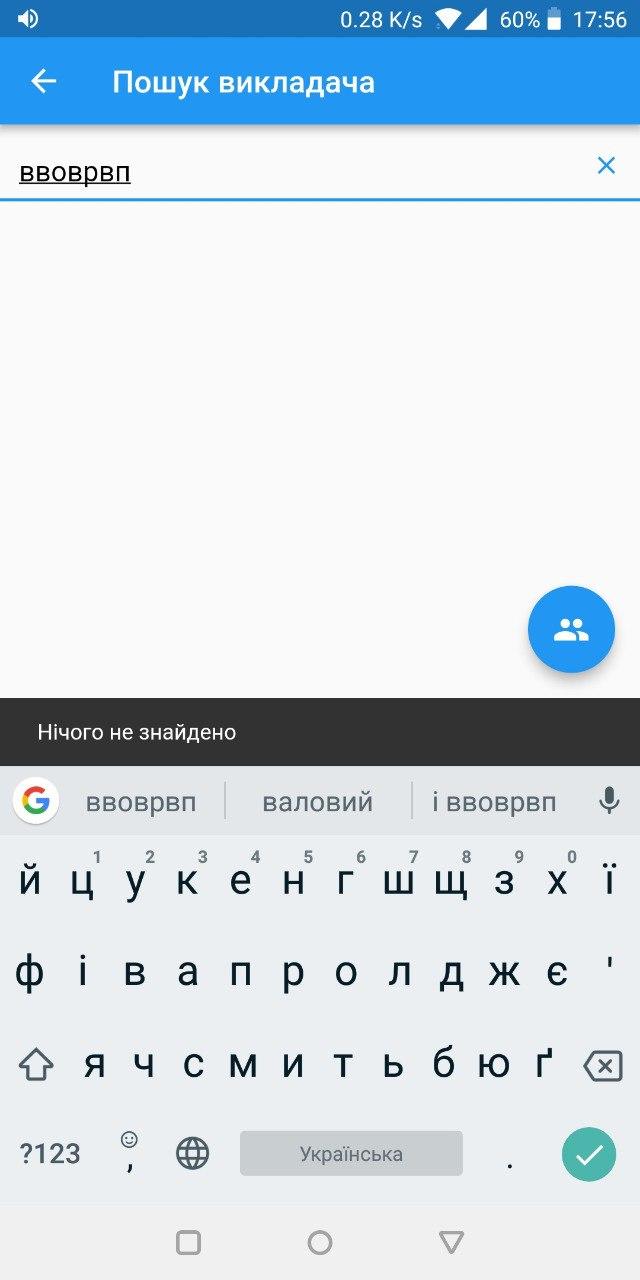 0.28 K/s 60% 17:56
Пошук викладача
ввоврвп
Нічого не знайдено
G ввоврвп валовий і ввоврвп
1 2 3 4 5 6 7 8 9 0
й ц у к е н г ш щ з х ї
ф і в а п р о л д ж є '
я ч с м и т ь б ю ґ
?123 , Українська .